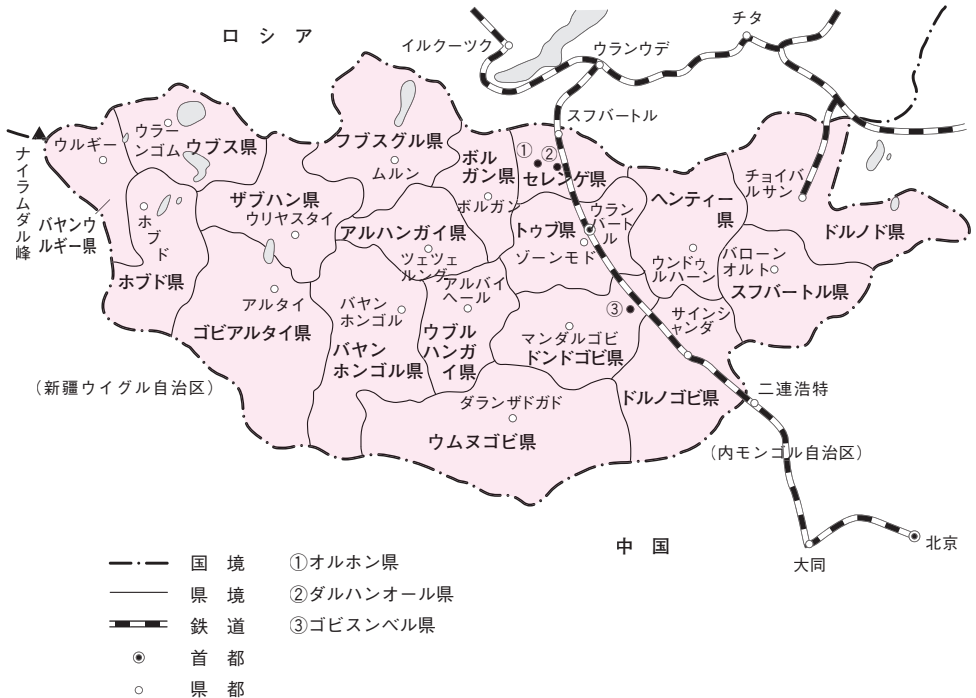 ロシア
イルクーツク
ウランウデ
チタ
スフバートル
ナイラムダル峰
ウルギー
バヤンウ
ルギー県
ウラー
ンゴム
ウブス県
ホブド
ホブド県
フブスグル県
ムルン
ザブハン県
ウリヤスタイ
ボル
ガン県
ボルガン
①
②
セレンゲ県
アルハンガイ県
ツェツェ
ルレグ
トゥブ県
ウラン
バート
ル
ゾーンモド
ヘンティー
県
ウンドゥ
ルハーン
チョイバ
ルサン
ドルノド県
バローン
オルト
スフバートル県
アルタイ
ゴビアルタイ県
バヤン
ホンゴル
バヤン
ホンゴル県
アルバイ
ヘール
ウブル
ハンガ
イ県
③
マンダルゴビ
ドンドゴビ県
サインシ
ャンダ
ドルノゴビ県
ダランザドガド
ウムヌゴビ県
(新疆ウイグル自治区)
二連浩特
(内モンゴル自治区)
中国
大同
北京
国境
県境
鉄道
首都
県都
①オルホン県
②ダルハンオール県
③ゴビスンベル県